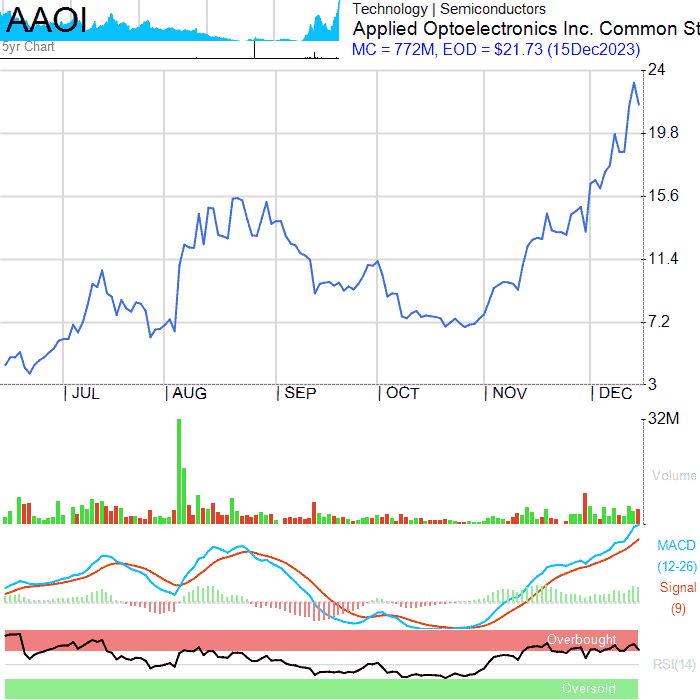 AAOI
5yr Chart
Technology | Semiconductors
Applied Optoelectronics Inc. Common St
MC = 772M, EOD = $21.73 (15Dec2023)
24
19.8
15.6
11.4
7.2
3
| JUL | AUG | SEP | OCT | NOV | DEC
32M
Volume
MACD
(12-26)
Signal
(9)
Overbought
RSI(14)
Oversold